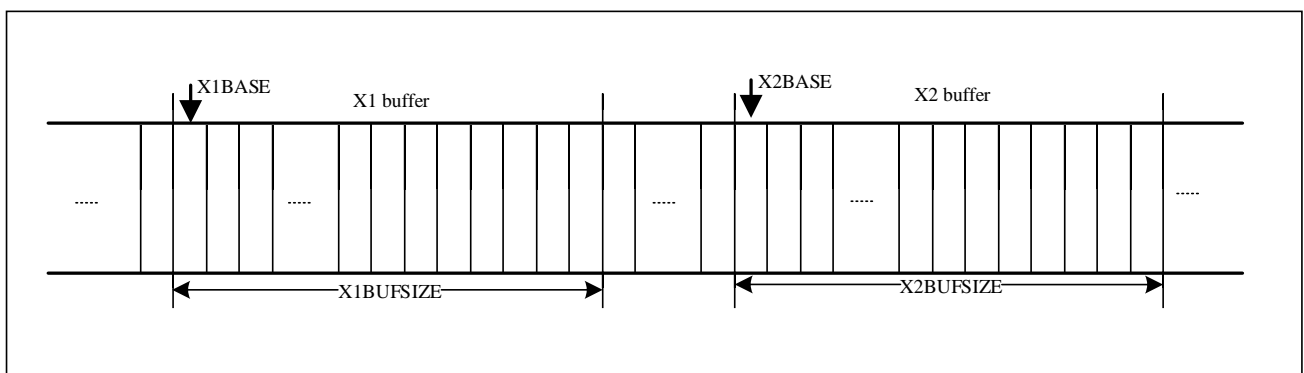 X1BASE
X1 buffer
X2BASE
X2 buffer
.....
.....
.....
.....
.....
X1BUFSIZE
X2BUFSIZE